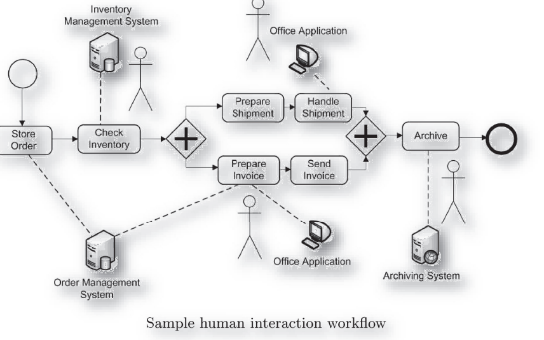 Inventory
Management System
Office Application
Prepare
Shipment
Handle
Shipment
Store
Order
Check
Inventory
Archive
Prepare
Invoice
Send
Invoice
Order Management
System
Office Application
Archiving System
Sample human interaction workflow